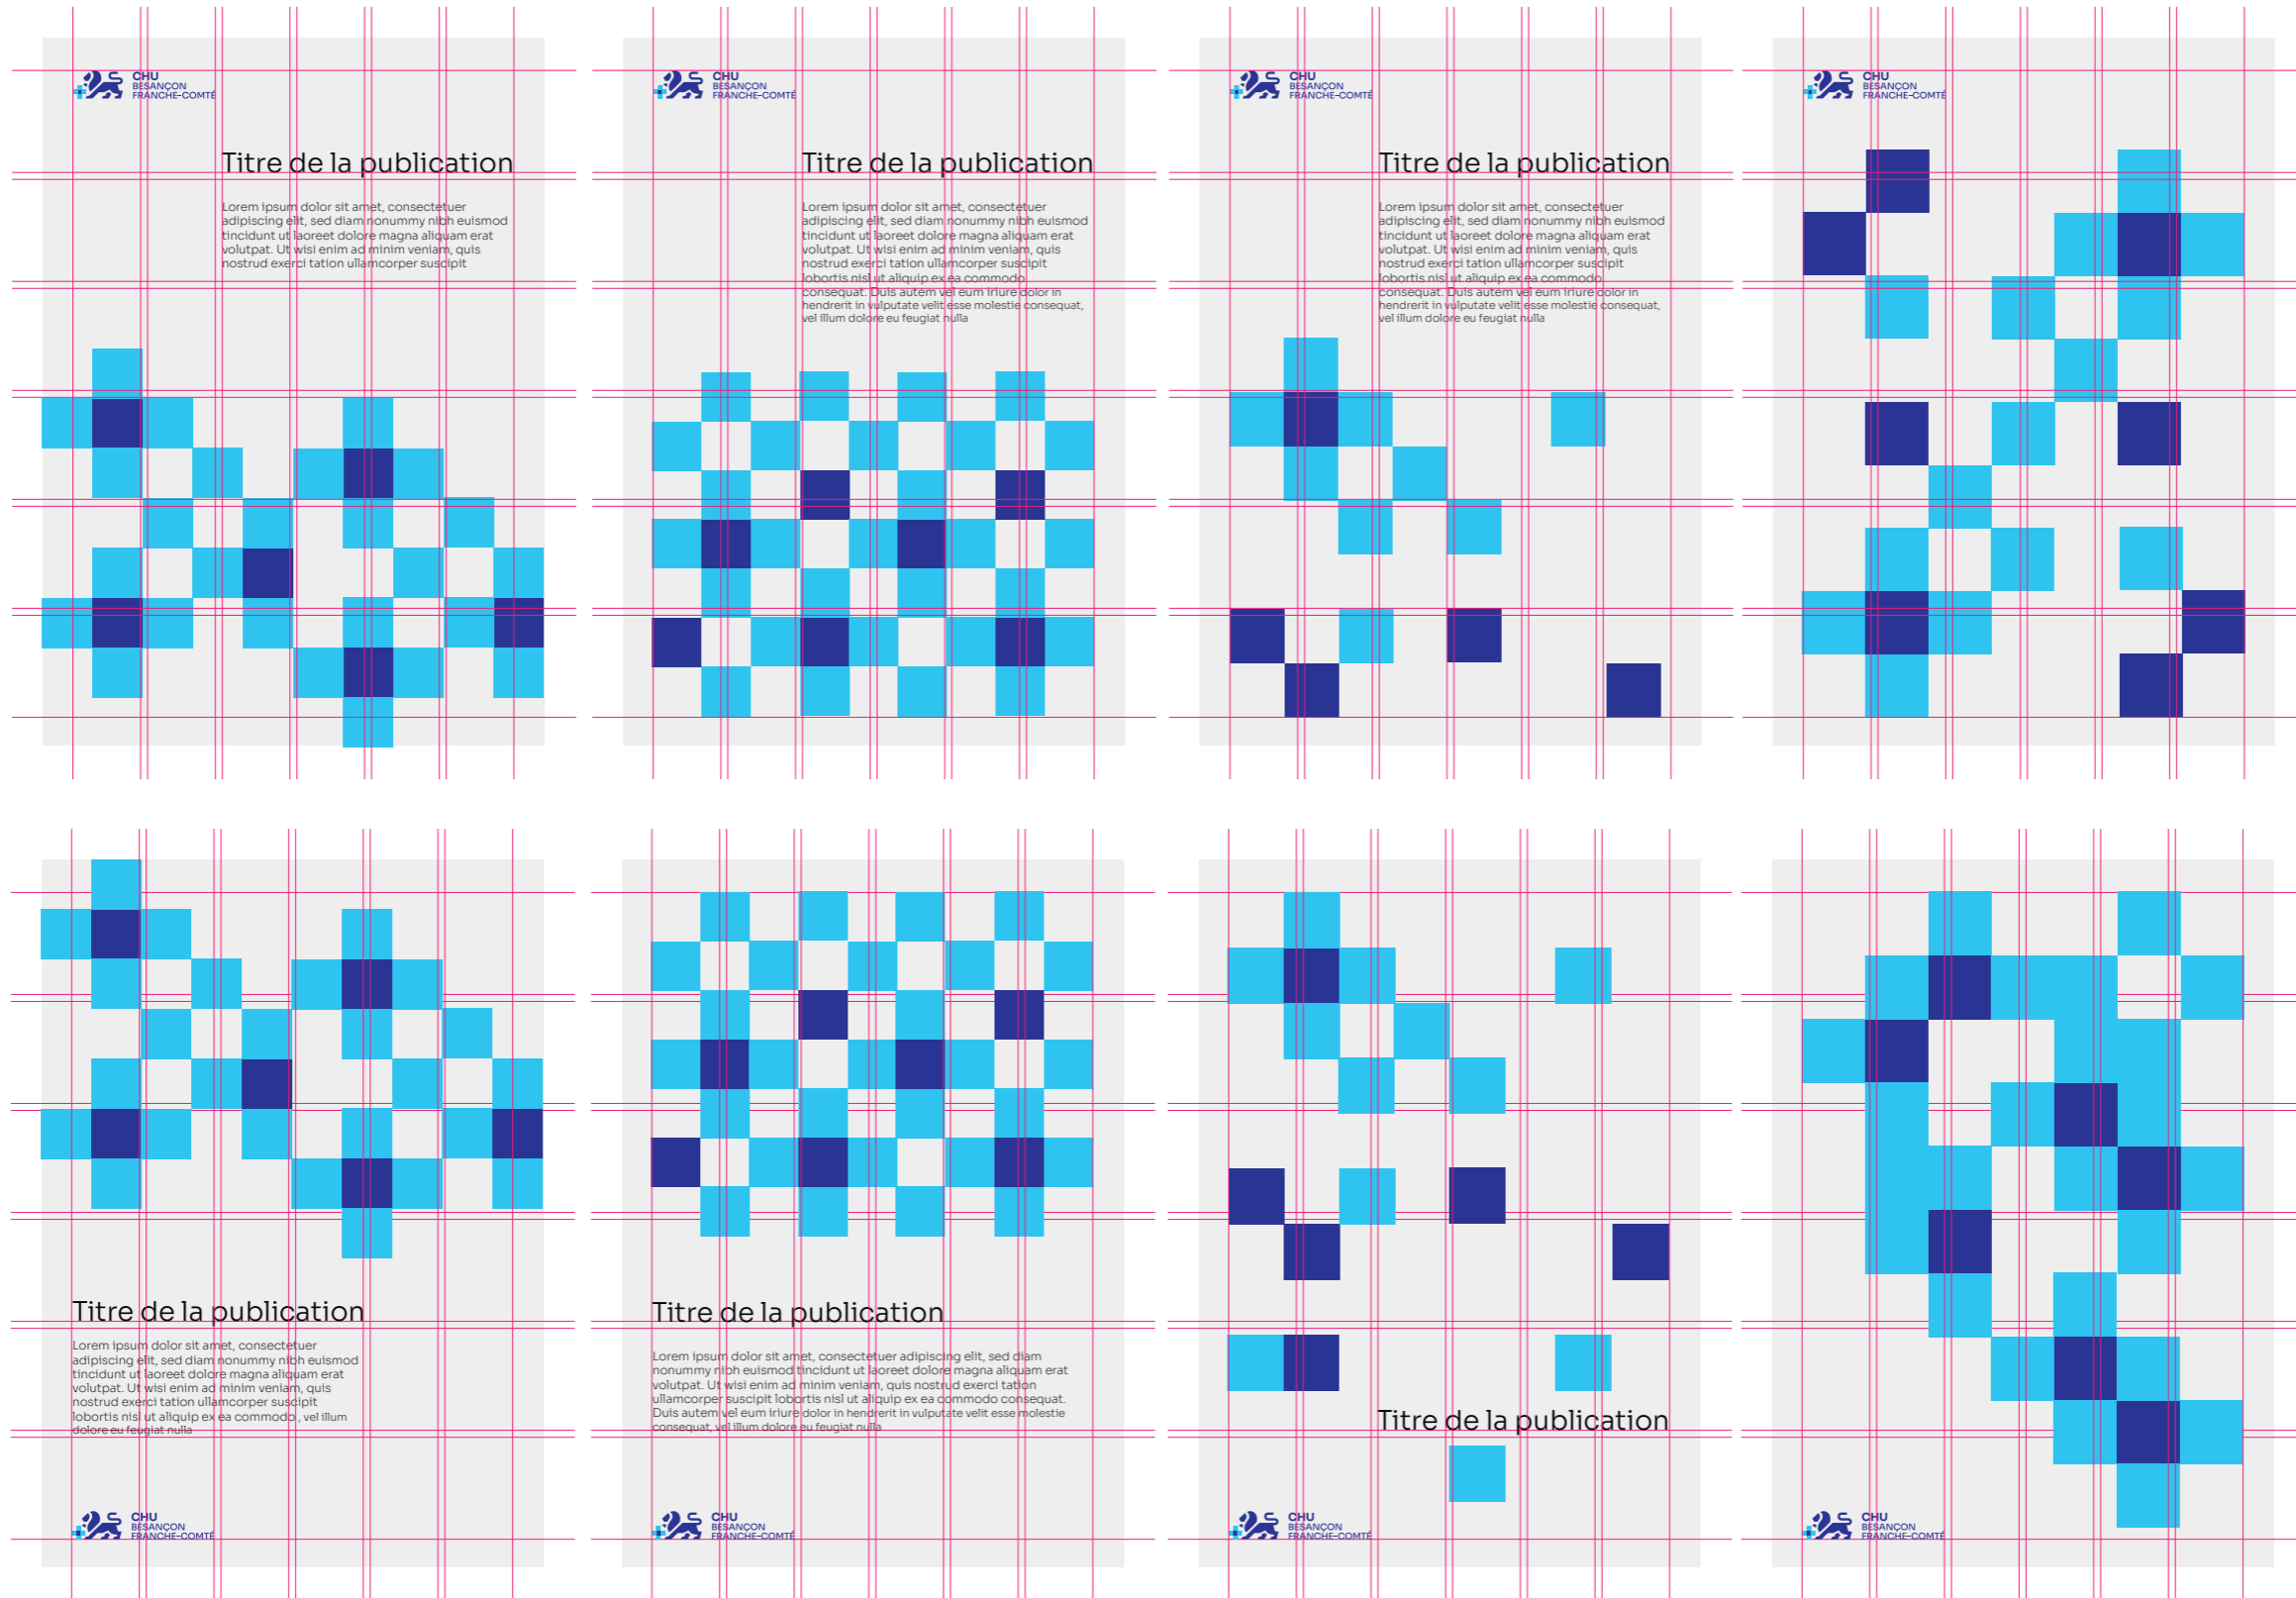 CHU
BESANÇON
FRANCHE-COMTÉ
Titre de la publication
Lorem ipsum dolor sit amet, consectetuer
adipiscing elit, sed diam nonummy nibh euismod
tincidunt ut laoreet dolore magna aliquam erat
volutpat. Ut wisi enim ad minim veniam, quis
nostrud exerci tation ullamcorper suscipit
CHU
BESANÇON
FRANCHE-COMTÉ
Titre de la publication
Lorem ipsum dolor sit amet, consectetuer
adipiscing elit, sed diam nonummy nibh euismod
tincidunt ut laoreet dolore magna aliquam erat
volutpat. Ut wisi enim ad minim veniam, quis
nostrud exerci tation ullamcorper suscipit
lobortis nisl ut aliquip ex ea commodo
consequat. Duis autem vel eum iriure dolor in
hendrerit in vulputate velit esse molestie consequat,
vel illum dolore eu feugiat nulla
CHU
BESANÇON
FRANCHE-COMTÉ
Titre de la publication
Lorem ipsum dolor sit amet, consectetuer
adipiscing elit, sed diam nonummy nibh euismod
tincidunt ut laoreet dolore magna aliquam erat
volutpat. Ut wisi enim ad minim veniam, quis
nostrud exerci tation ullamcorper suscipit
lobortis nisl ut aliquip ex ea commodo
consequat. Duis autem vel eum iriure dolor in
hendrerit in vulputate velit esse molestie consequat,
vel illum dolore eu feugiat nulla
CHU
BESANÇON
FRANCHE-COMTÉ
Titre de la publication
Lorem ipsum dolor sit amet, consectetuer
adipiscing elit, sed diam nonummy nibh euismod
tincidunt ut laoreet dolore magna aliquam erat
volutpat. Ut wisi enim ad minim veniam, quis
nostrud exerci tation ullamcorper suscipit
lobortis nisl ut aliquip ex ea commodo , vel illum
dolore eu feugiat nulla
CHU
BESANÇON
FRANCHE-COMTÉ
Titre de la publication
Lorem ipsum dolor sit amet, consectetuer adipiscing elit, sed diam
nonummy nibh euismod tincidunt ut laoreet dolore magna aliquam erat
volutpat. Ut wisi enim ad minim veniam, quis nostrud exerci tation
ullamcorper suscipit lobortis nisl ut aliquip ex ea commodo consequat.
Duis autem vel eum iriure dolor in hendrerit in vulputate velit esse molestie
consequat, vel illum dolore eu feugiat nulla
CHU
BESANÇON
FRANCHE-COMTÉ
Titre de la publication
CHU
BESANÇON
FRANCHE-COMTÉ
CHU
BESANÇON
FRANCHE-COMTÉ